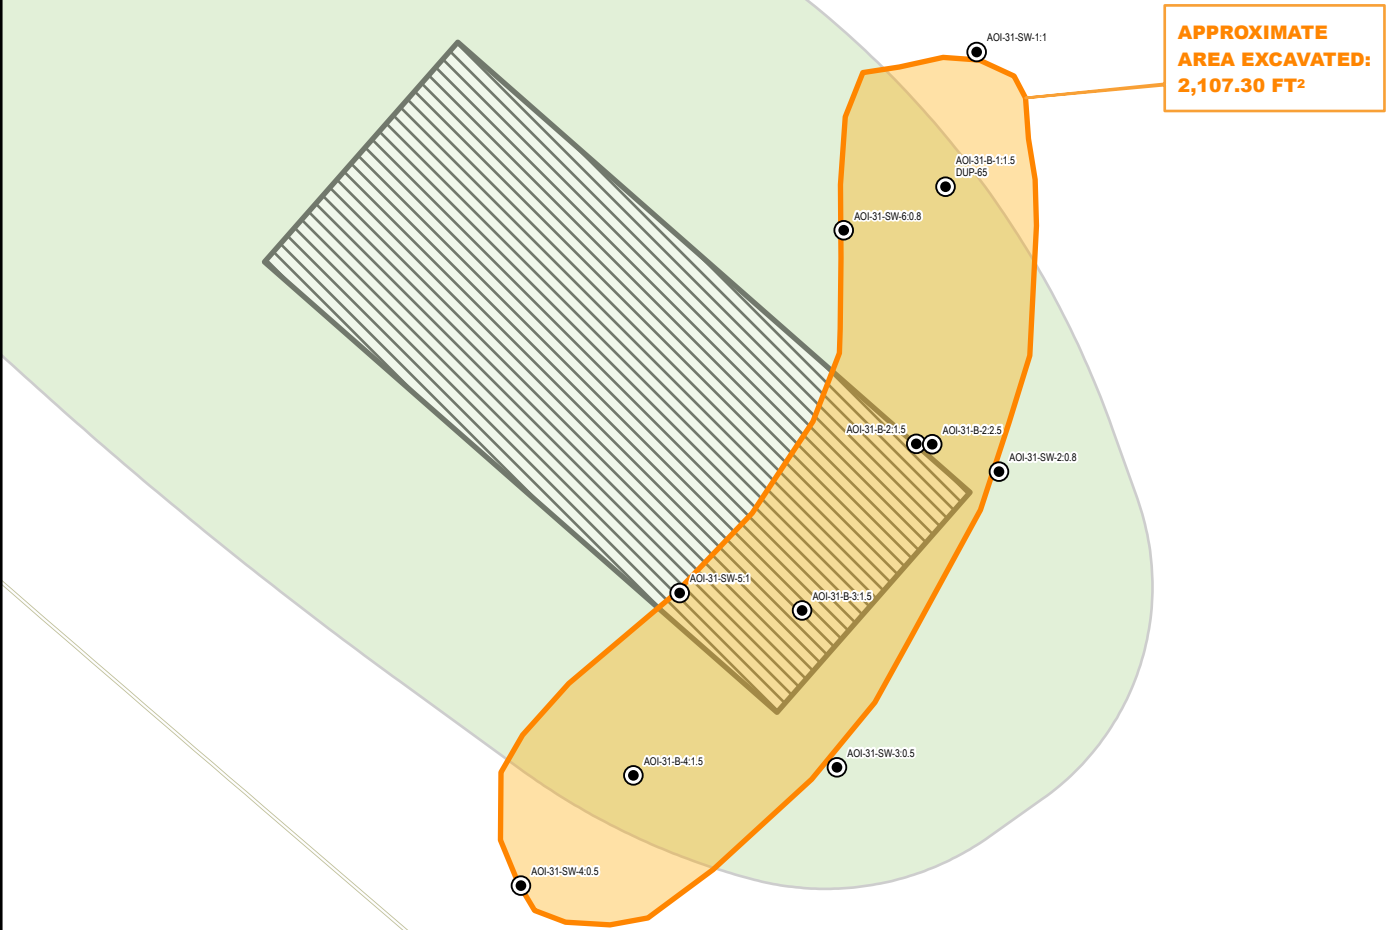 AOI-31-SW-1:1
APPROXIMATE
AREA EXCAVATED:
2,107.30 FT²
AOI-31-B-1:1.5
DUP-65
AOI-31-SW-6:0.8
AOI-31-B-2:1.5
AOI-31-B-2:2.5
AOI-31-SW-2:0.8
AOI-31-SW-5:1
AOI-31-B-3:1.5
AOI-31-SW-3:0.5
AOI-31-B-4:1.5
AOI-31-SW-4:0.5